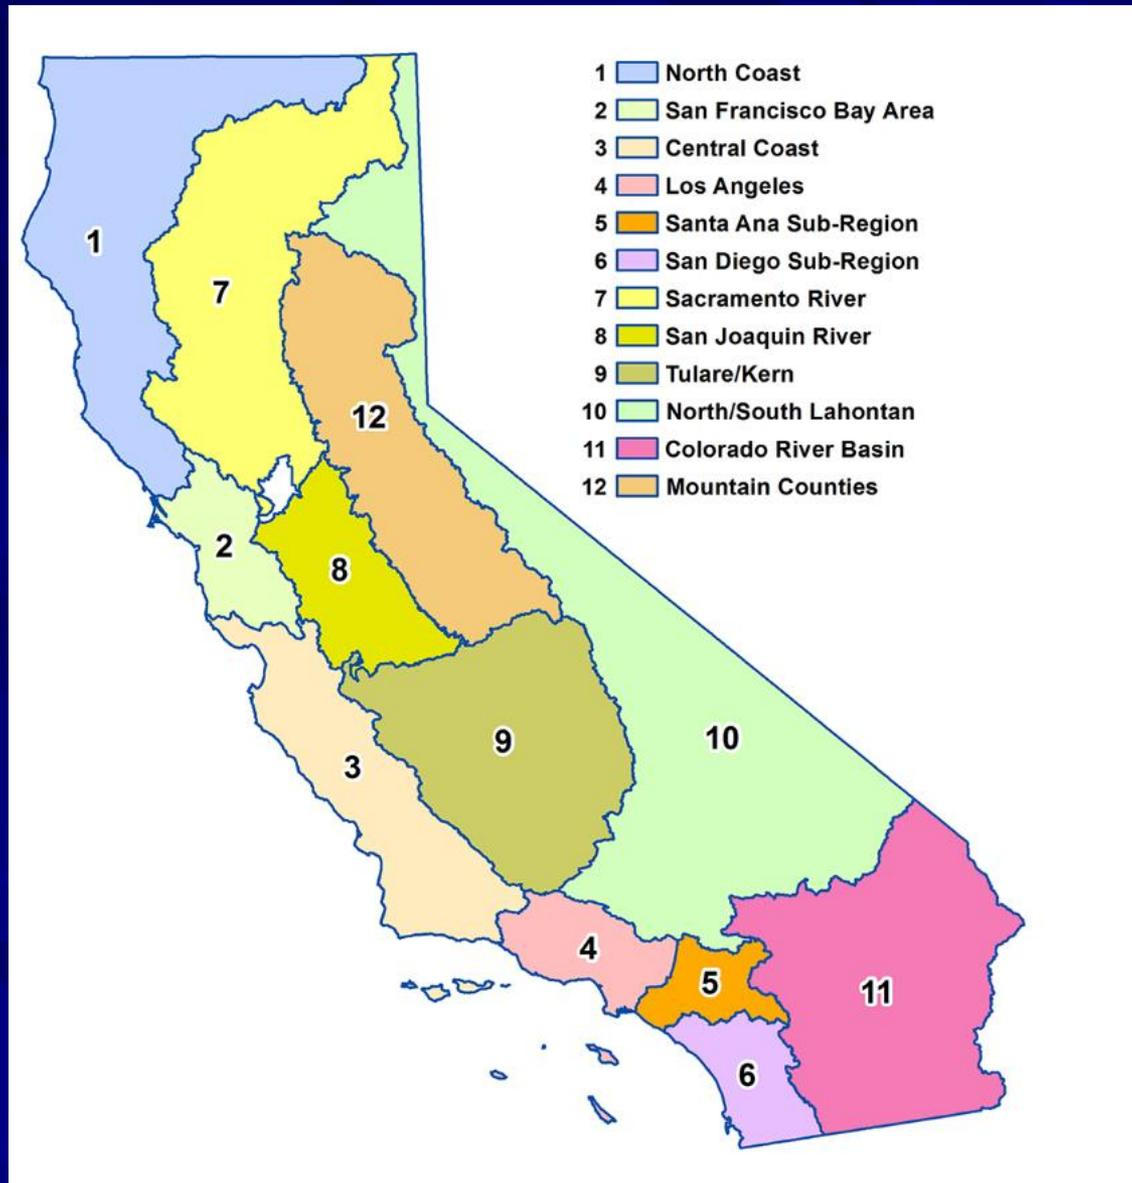 1 North Coast
2 San Francisco Bay Area
3 Central Coast
4 Los Angeles
5 Santa Ana Sub-Region
6 San Diego Sub-Region
7 Sacramento River
8 San Joaquin River
9 Tulare/Kern
10 North/South Lahontan
11 Colorado River Basin
12 Mountain Counties
1
7
12
2
8
10
9
3
4
5
11
6